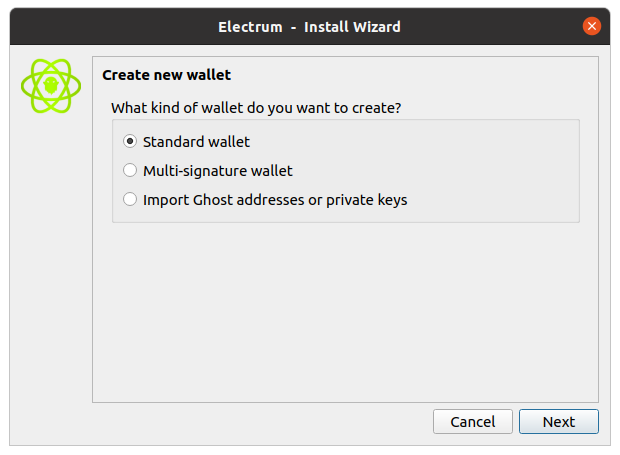 Electrum - Install Wizard
Create new wallet
What kind of wallet do you want to create?
Standard wallet
Multi-signature wallet
Import Ghost addresses or private keys
Cancel Next